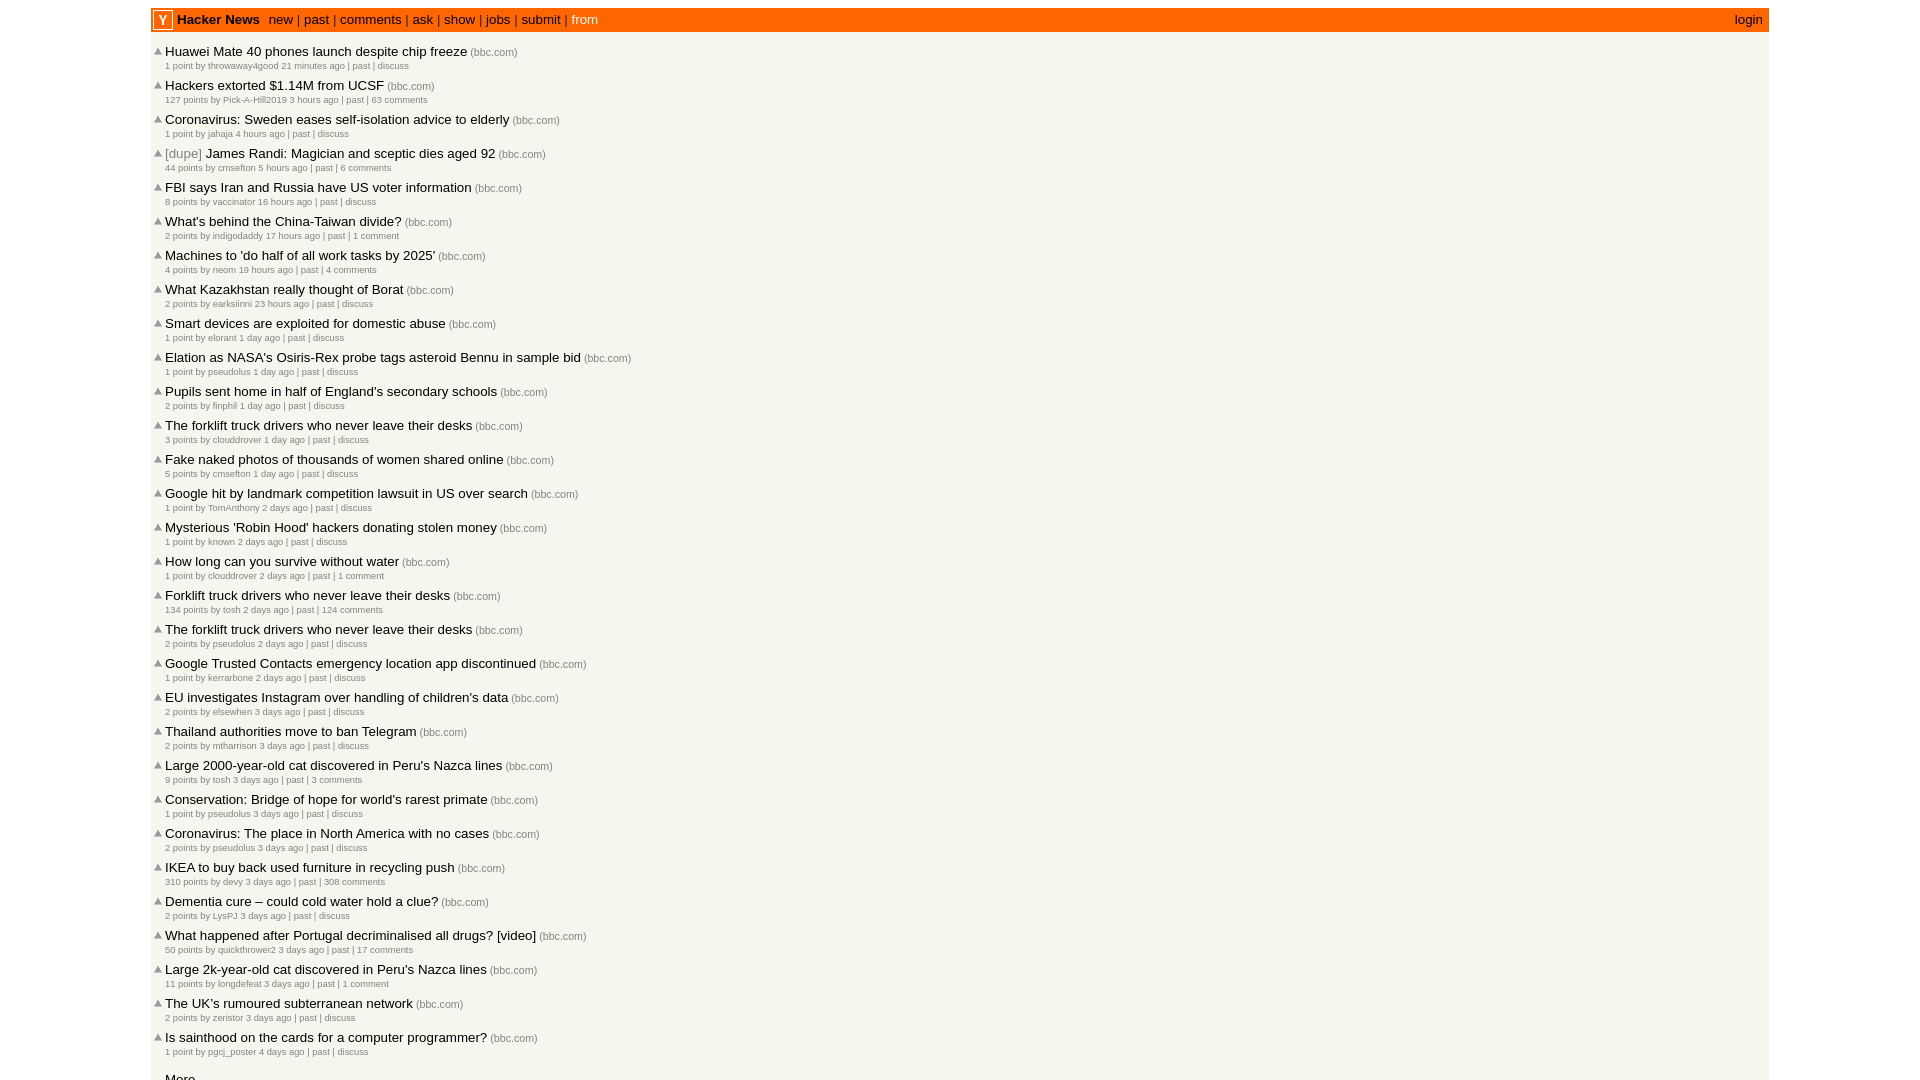 Y Hacker News new | past | comments | ask | show | jobs | submit | from login
Huawei Mate 40 phones launch despite chip freeze (bbc.com)
1 point by throwaway4good 21 minutes ago | past | discuss
Hackers extorted $1.14M from UCSF (bbc.com)
127 points by Pick-A-Hill2019 3 hours ago | past | 63 comments
Coronavirus: Sweden eases self-isolation advice to elderly (bbc.com)
1 point by jahaja 4 hours ago | past | discuss
[dupe] James Randi: Magician and sceptic dies aged 92 (bbc.com)
44 points by cmsefton 5 hours ago | past | 6 comments
FBI says Iran and Russia have US voter information (bbc.com)
8 points by vaccinator 16 hours ago | past | discuss
What's behind the China-Taiwan divide? (bbc.com)
2 points by indigodaddy 17 hours ago | past | 1 comment
Machines to 'do half of all work tasks by 2025' (bbc.com)
4 points by neom 19 hours ago | past | 4 comments
What Kazakhstan really thought of Borat (bbc.com)
2 points by earksiinni 23 hours ago | past | discuss
Smart devices are exploited for domestic abuse (bbc.com)
1 point by elorant 1 day ago | past | discuss
Elation as NASA's Osiris-Rex probe tags asteroid Bennu in sample bid (bbc.com)
1 point by pseudolus 1 day ago | past | discuss
Pupils sent home in half of England's secondary schools (bbc.com)
2 points by finphil 1 day ago | past | discuss
The forklift truck drivers who never leave their desks (bbc.com)
3 points by clouddrover 1 day ago | past | discuss
Fake naked photos of thousands of women shared online (bbc.com)
5 points by cmsefton 1 day ago | past | discuss
Google hit by landmark competition lawsuit in US over search (bbc.com)
1 point by TomAnthony 2 days ago | past | discuss
Mysterious 'Robin Hood' hackers donating stolen money (bbc.com)
1 point by known 2 days ago | past | discuss
How long can you survive without water (bbc.com)
1 point by clouddrover 2 days ago | past | 1 comment
Forklift truck drivers who never leave their desks (bbc.com)
134 points by tosh 2 days ago | past | 124 comments
The forklift truck drivers who never leave their desks (bbc.com)
2 points by pseudolus 2 days ago | past | discuss
Google Trusted Contacts emergency location app discontinued (bbc.com)
1 point by kerrarbone 2 days ago | past | discuss
EU investigates Instagram over handling of children's data (bbc.com)
2 points by elsewhen 3 days ago | past | discuss
Thailand authorities move to ban Telegram (bbc.com)
2 points by mtharrison 3 days ago | past | discuss
Large 2000-year-old cat discovered in Peru's Nazca lines (bbc.com)
9 points by tosh 3 days ago | past | 3 comments
Conservation: Bridge of hope for world's rarest primate (bbc.com)
1 point by pseudolus 3 days ago | past | discuss
Coronavirus: The place in North America with no cases (bbc.com)
2 points by pseudolus 3 days ago | past | discuss
IKEA to buy back used furniture in recycling push (bbc.com)
310 points by devy 3 days ago | past | 308 comments
Dementia cure – could cold water hold a clue? (bbc.com)
2 points by LysPJ 3 days ago | past | discuss
What happened after Portugal decriminalised all drugs? [video] (bbc.com)
50 points by quickthrower2 3 days ago | past | 17 comments
Large 2k-year-old cat discovered in Peru's Nazca lines (bbc.com)
11 points by longdefeat 3 days ago | past | 1 comment
The UK’s rumoured subterranean network (bbc.com)
2 points by zeristor 3 days ago | past | discuss
Is sainthood on the cards for a computer programmer? (bbc.com)
1 point by pgcj_poster 4 days ago | past | discuss
More